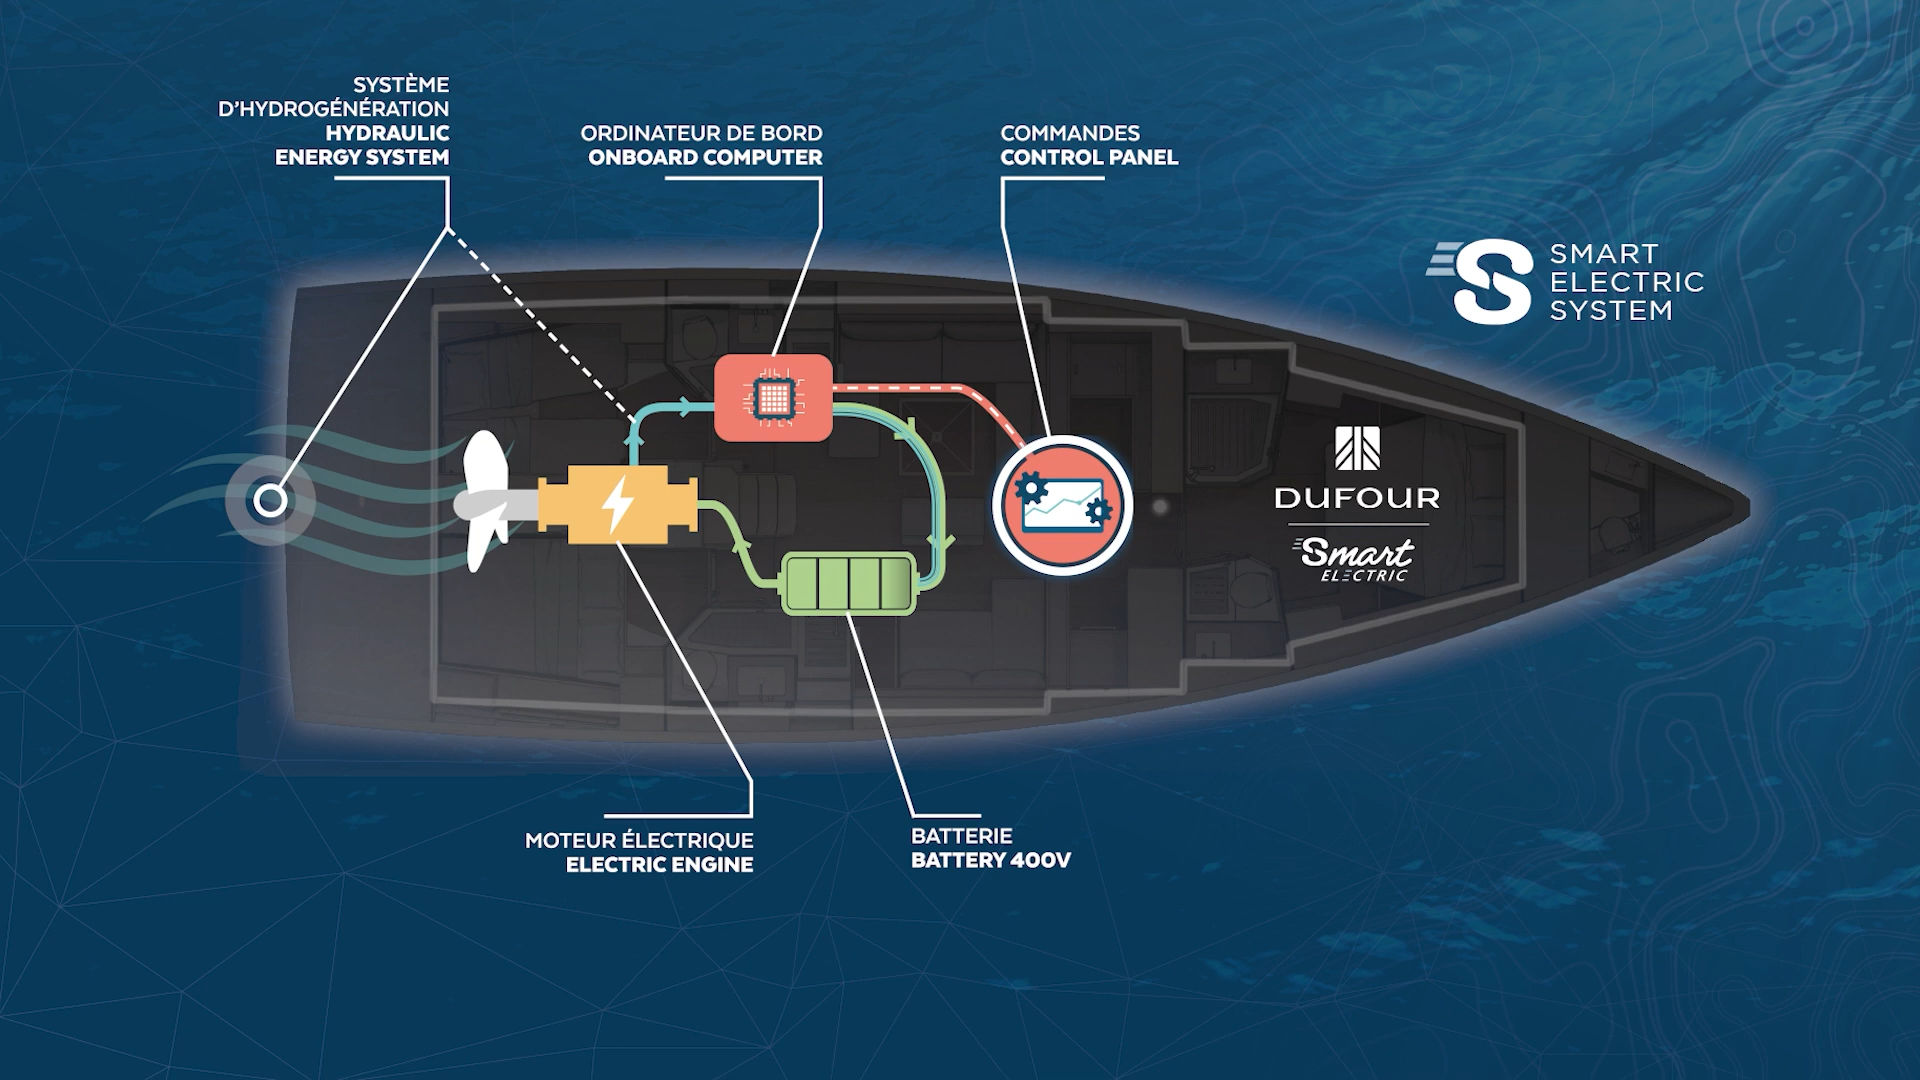 SYSTÈME
D'HYDROGÉNÉRATION
HYDRAULIC
ENERGY SYSTEM
ORDINATEUR DE BORD
ONBOARD COMPUTER
COMMANDES
CONTROL PANEL
SMART
ELECTRIC
SYSTEM
DUFOUR
Smart
ELECTRIC
MOTEUR ÉLECTRIQUE
ELECTRIC ENGINE
BATTERIE
BATTERY 400V